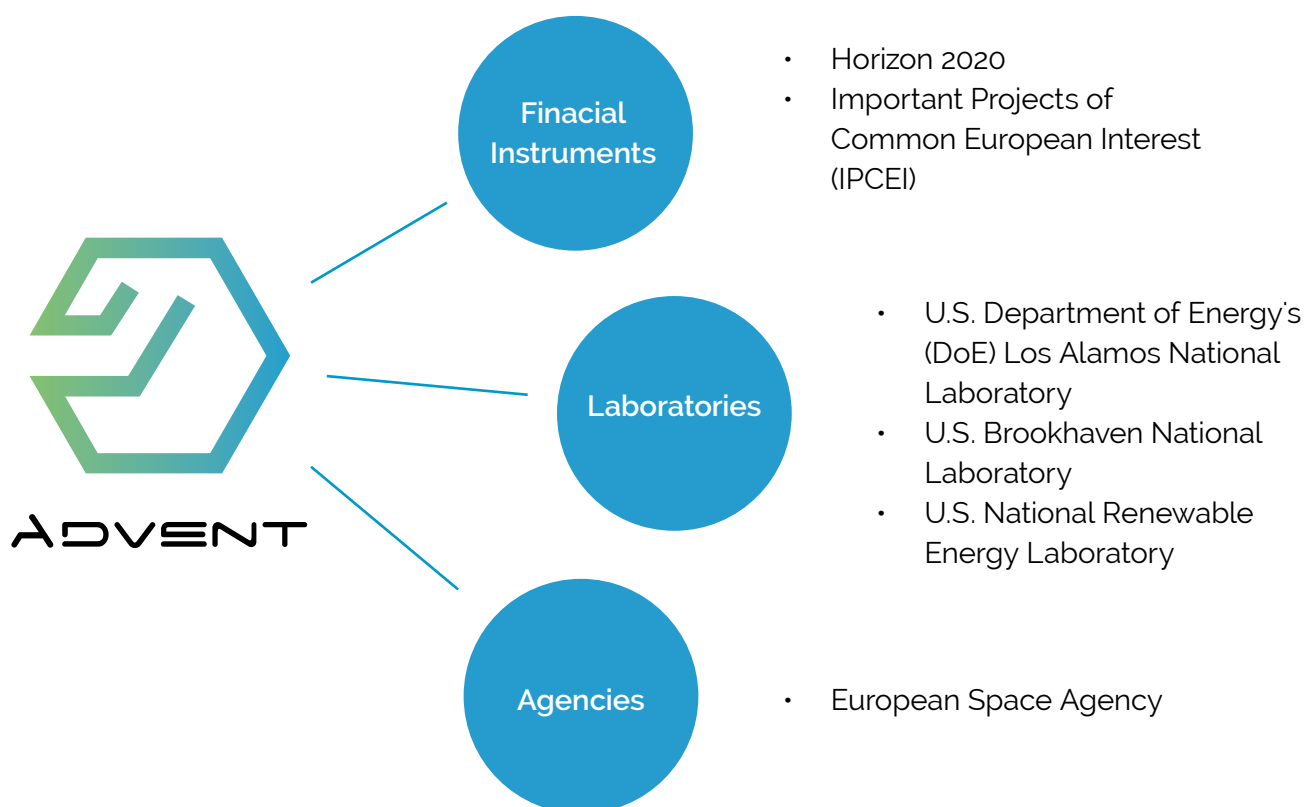 Finacial
Instruments
• Horizon 2020
• Important Projects of
Common European Interest
(IPCEI)
ADVENT
Laboratories
• U.S. Department of Energy's
(DoE) Los Alamos National
Laboratory
• U.S. Brookhaven National
Laboratory
• U.S. National Renewable
Energy Laboratory
Agencies
• European Space Agency